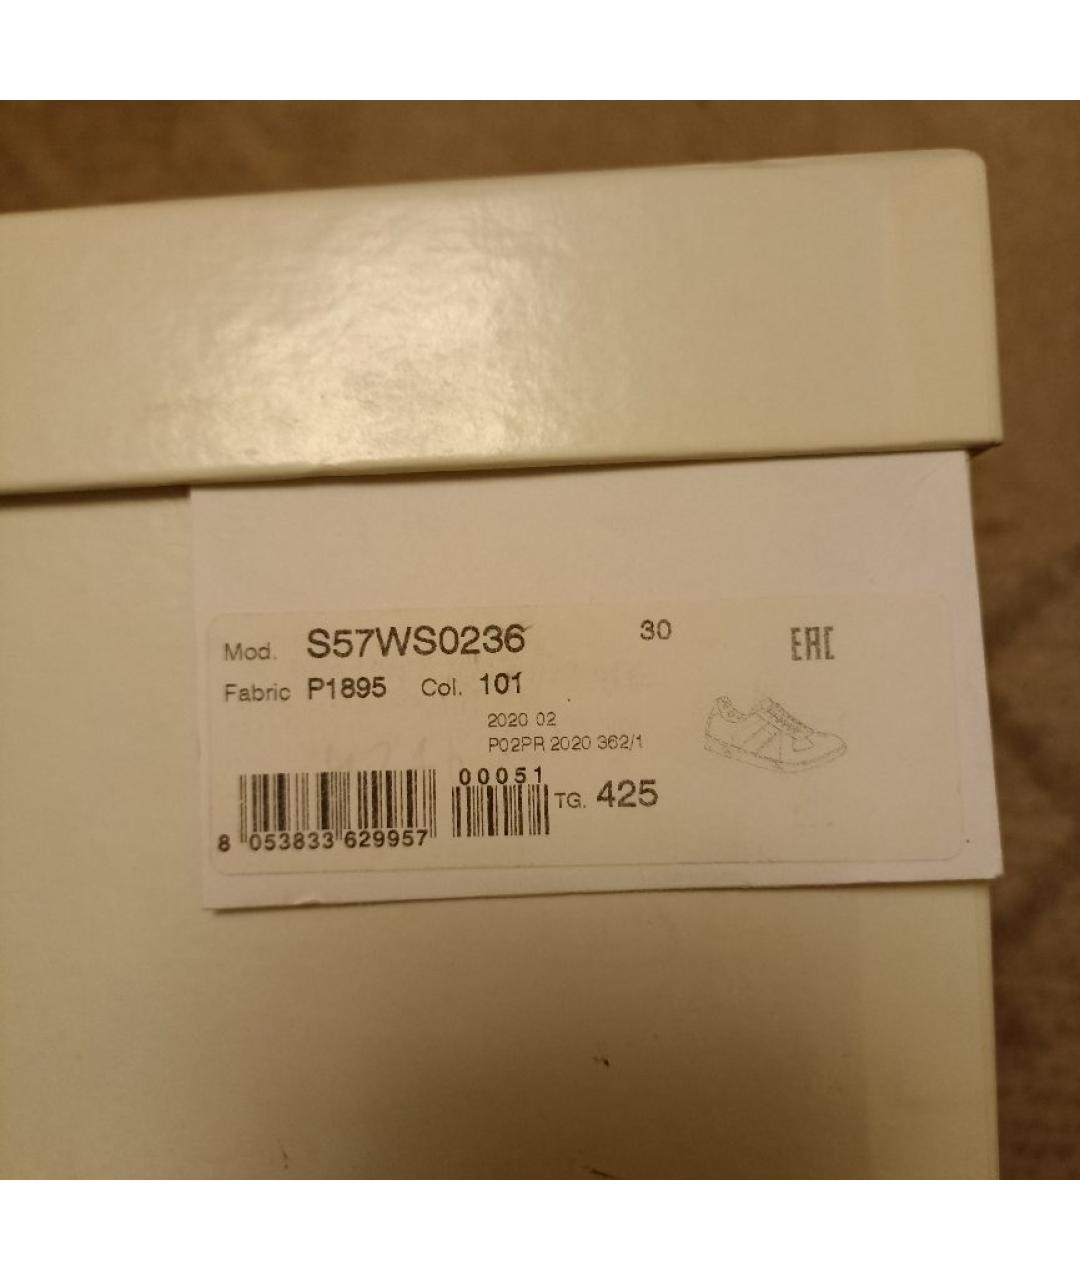 Mod. S57WS0236 30 EAC
Fabric P1895 Col. 101
2020 02
P02PR 2020 362/1
00051
TG. 425
8 053833 629957